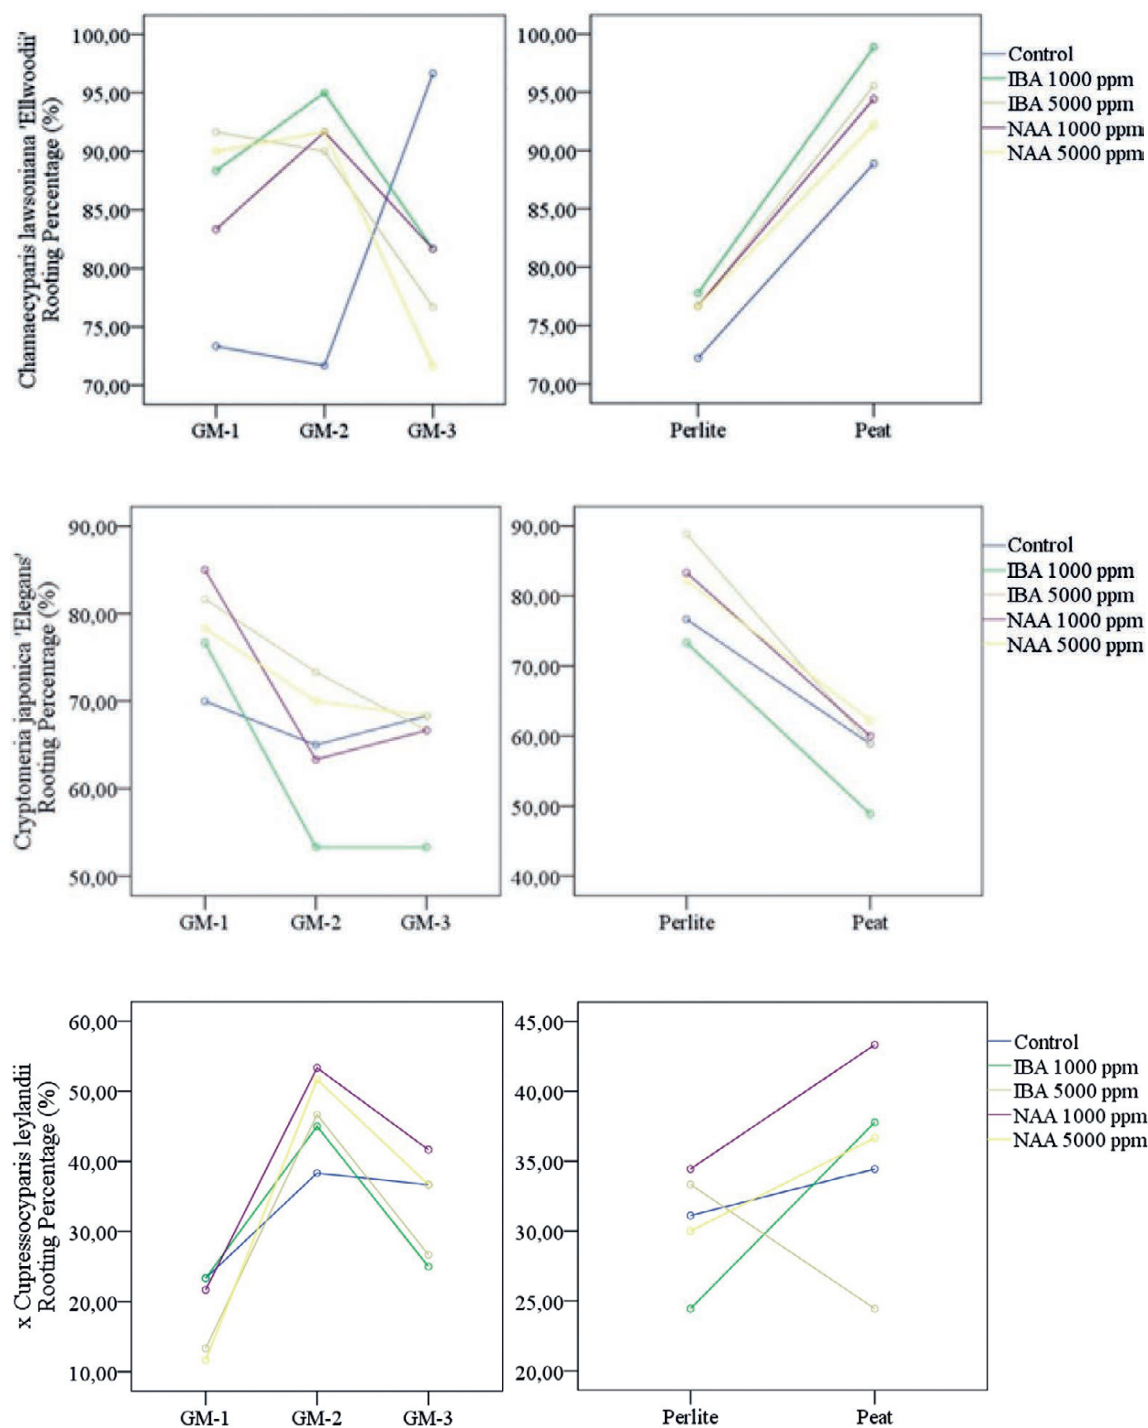 Chamaecyparis lawsoniana 'Ellwoodii'
Rooting Percentage (%)
100,00
95,00
90,00
85,00
80,00
75,00
70,00
GM-1
GM-2
GM-3
100,00
95,00
90,00
85,00
80,00
75,00
70,00
Perlite
Peat
Control
IBA 1000 ppm
IBA 5000 ppm
NAA 1000 ppm
NAA 5000 ppm
Cryptomeria japonica 'Elegans'
Rooting Percenrage (%)
90,00
80,00
70,00
60,00
50,00
GM-1
GM-2
GM-3
90,00
80,00
70,00
60,00
50,00
40,00
Perlite
Peat
Control
IBA 1000 ppm
IBA 5000 ppm
NAA 1000 ppm
NAA 5000 ppm
x Cupressocyparis leylandii
Rooting Percentage (%)
60,00
50,00
40,00
30,00
20,00
10,00
GM-1
GM-2
GM-3
45,00
40,00
35,00
30,00
25,00
20,00
Perlite
Peat
Control
IBA 1000 ppm
IBA 5000 ppm
NAA 1000 ppm
NAA 5000 ppm